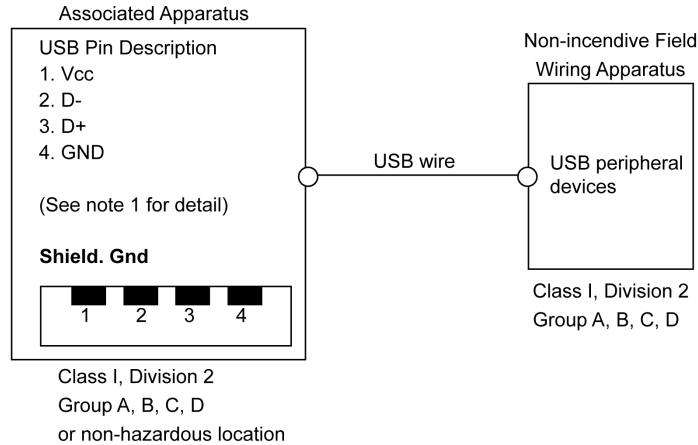 Associated Apparatus
USB Pin Description
1. Vcc
2. D-
3. D+
4. GND
(See note 1 for detail)
Shield. Gnd
1 2 3 4
Class I, Division 2
Group A, B, C, D
or non-hazardous location
USB wire
Non-incendive Field
Wiring Apparatus
USB peripheral
devices
Class I, Division 2
Group A, B, C, D